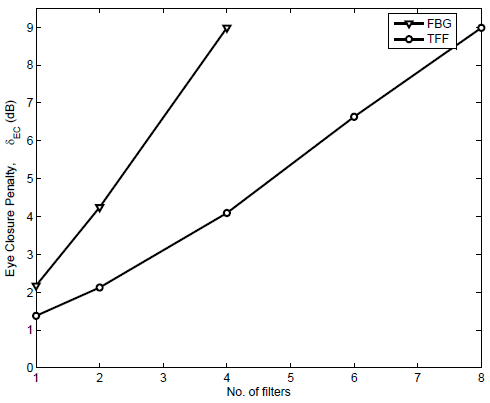 FBG
TFF
9
8
7
6
5
4
3
2
1
0
Eye Closure Penalty, δEC (dB)
1 2 3 4 5 6 7 8
No. of filters